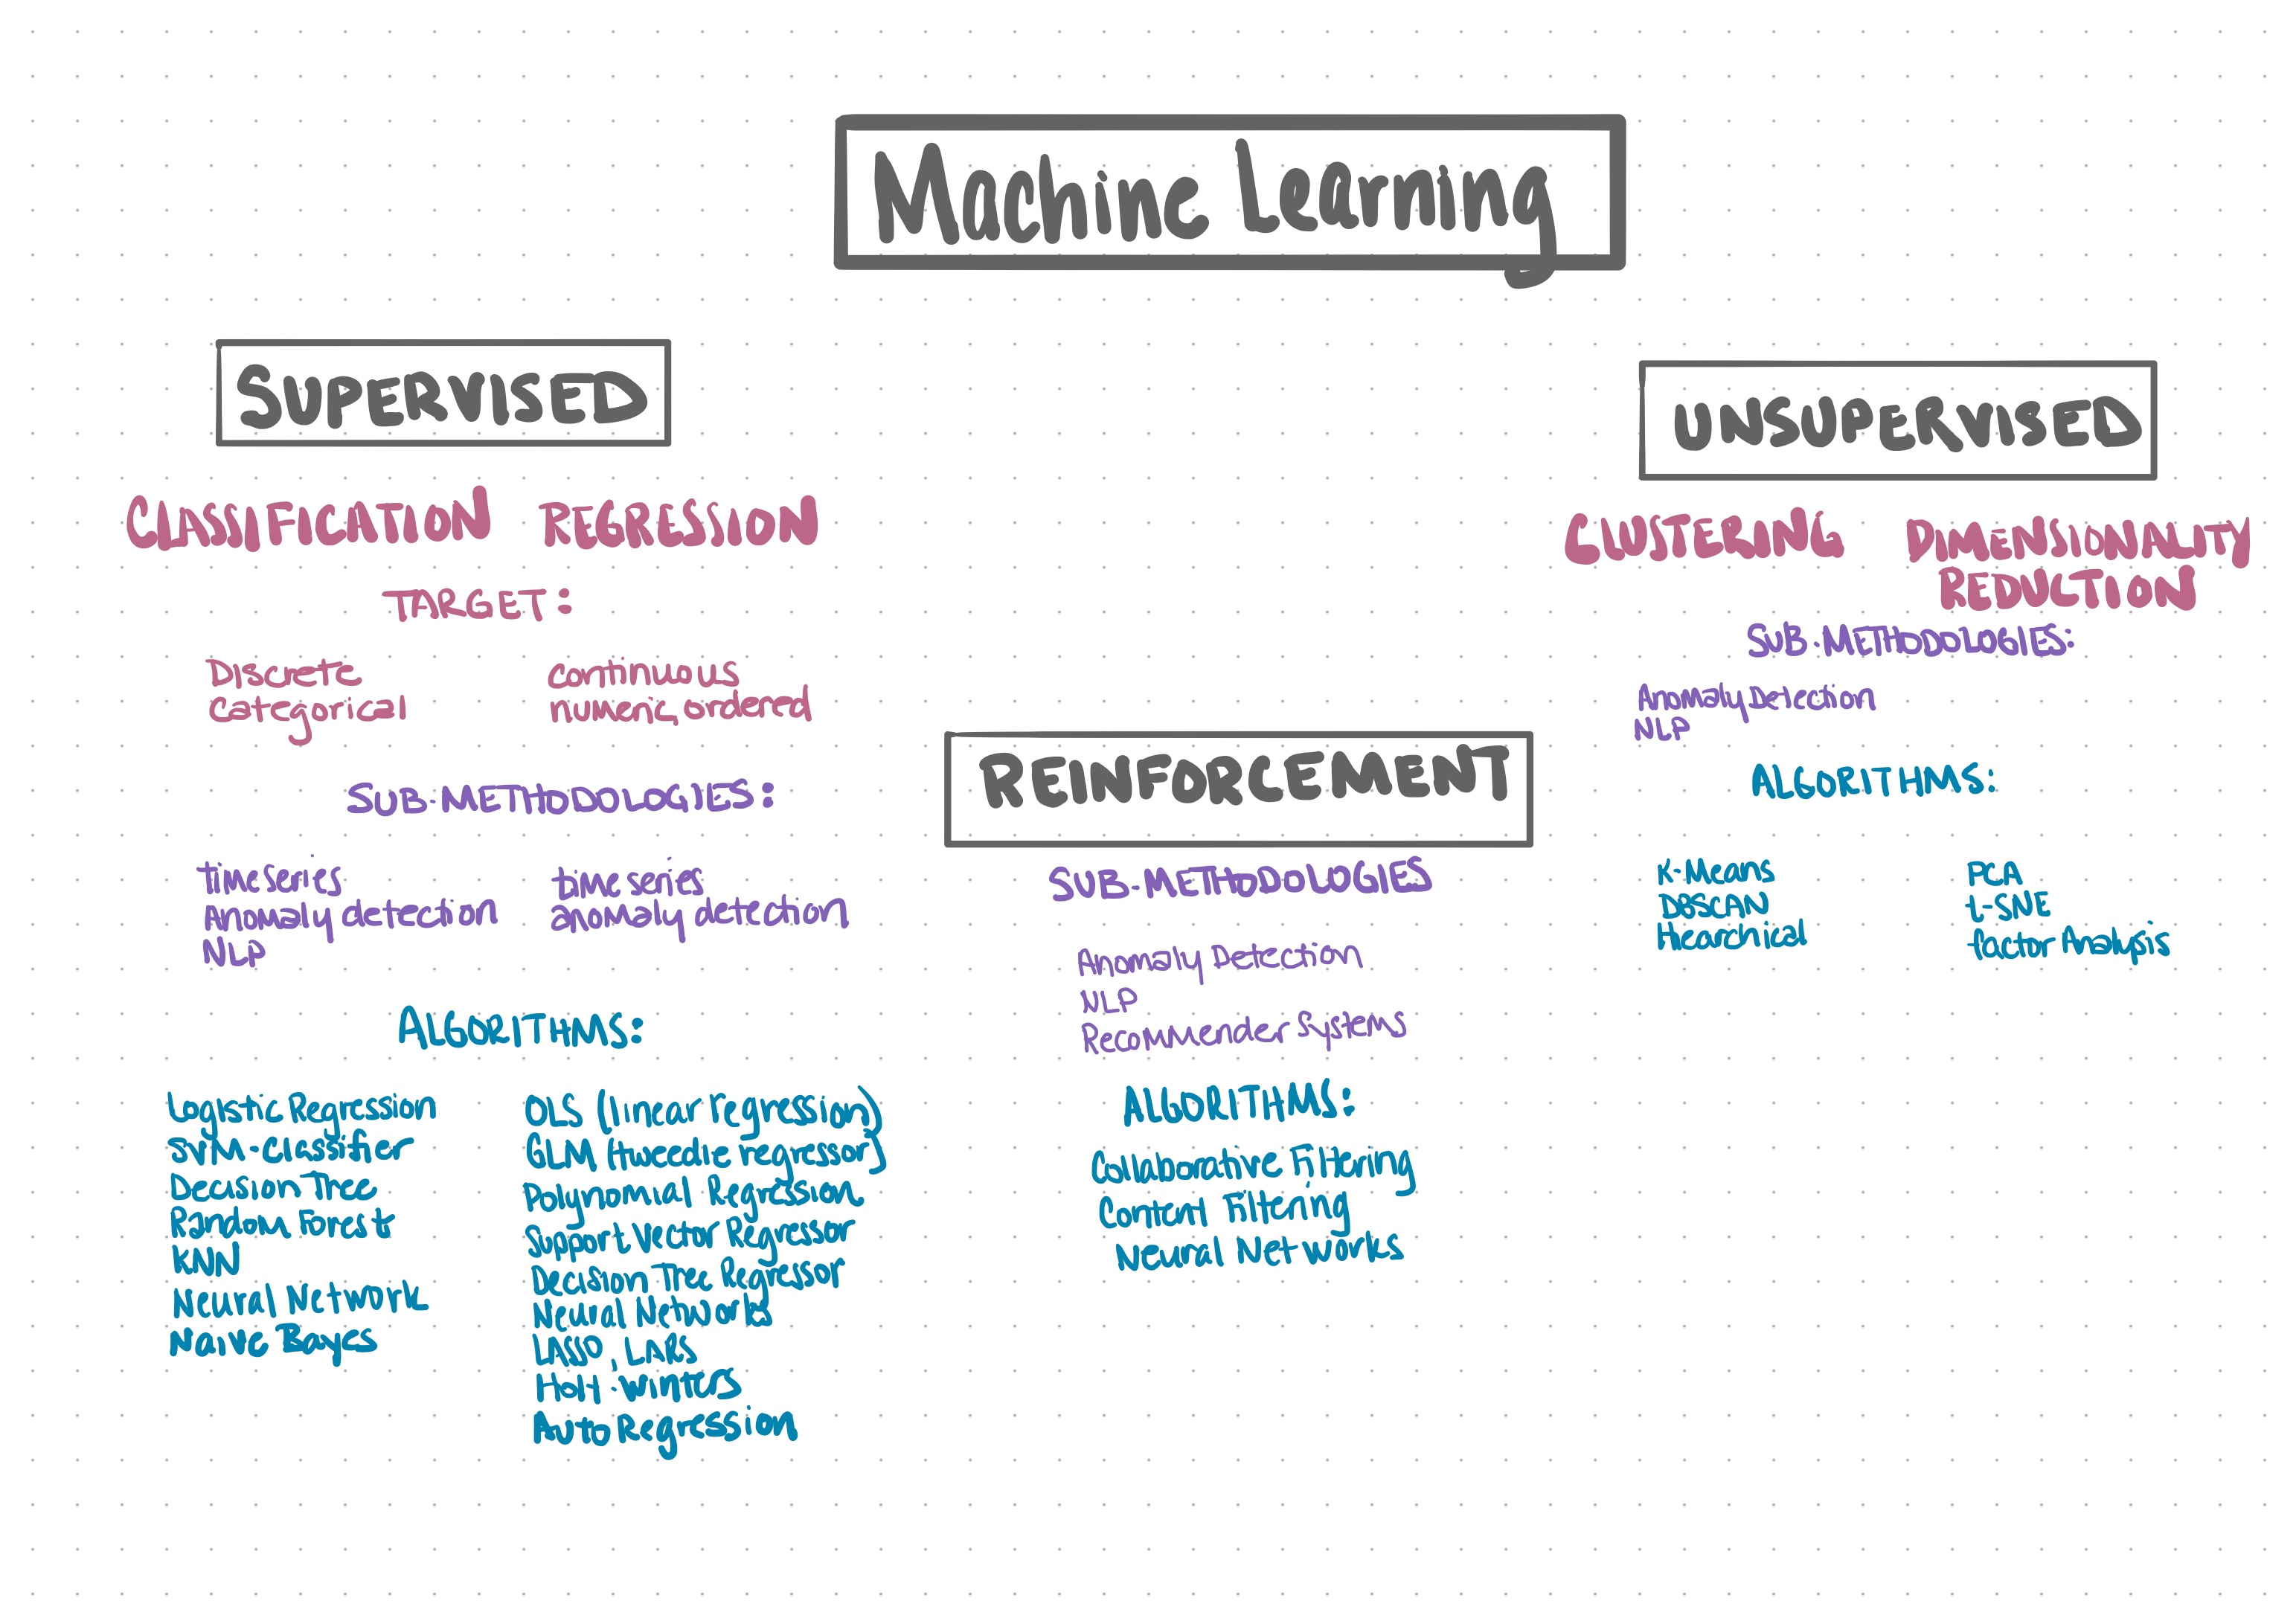 Machine Learning
SUPERVISED
CLASSIFICATION REGRESSION
TARGET:
Discrete
Categorical
continuous
numeric, ordered
SUB-METHODOLOGIES:
timeseries
Anomaly detection
NLP
time series
anomaly detection
ALGORITHMS:
Logistic Regression
SVM-Classifier
Decision Tree
Random Forest
KNN
Neural Network
Naive Bayes
OLS (linear regression)
GLM (tweedie regressor)
Polynomial Regression
Support Vector Regressor
Decision Tree Regressor
Neural Networks
LASSO, LARS
Holt-Winters
Auto Regression
REINFORCEMENT
SUB-METHODOLOGIES
Anomaly Detection
NLP
Recommender Systems
ALGORITHMS:
Collaborative Filtering
Content Filtering
Neural Networks
UNSUPERVISED
CLUSTERING
DIMENSIONALITY
REDUCTION
SUB-METHODOLOGIES:
Anomaly Detection
NLP
ALGORITHMS:
K-Means
DBSCAN
Hiearchical
PCA
t-SNE
factor Analysis